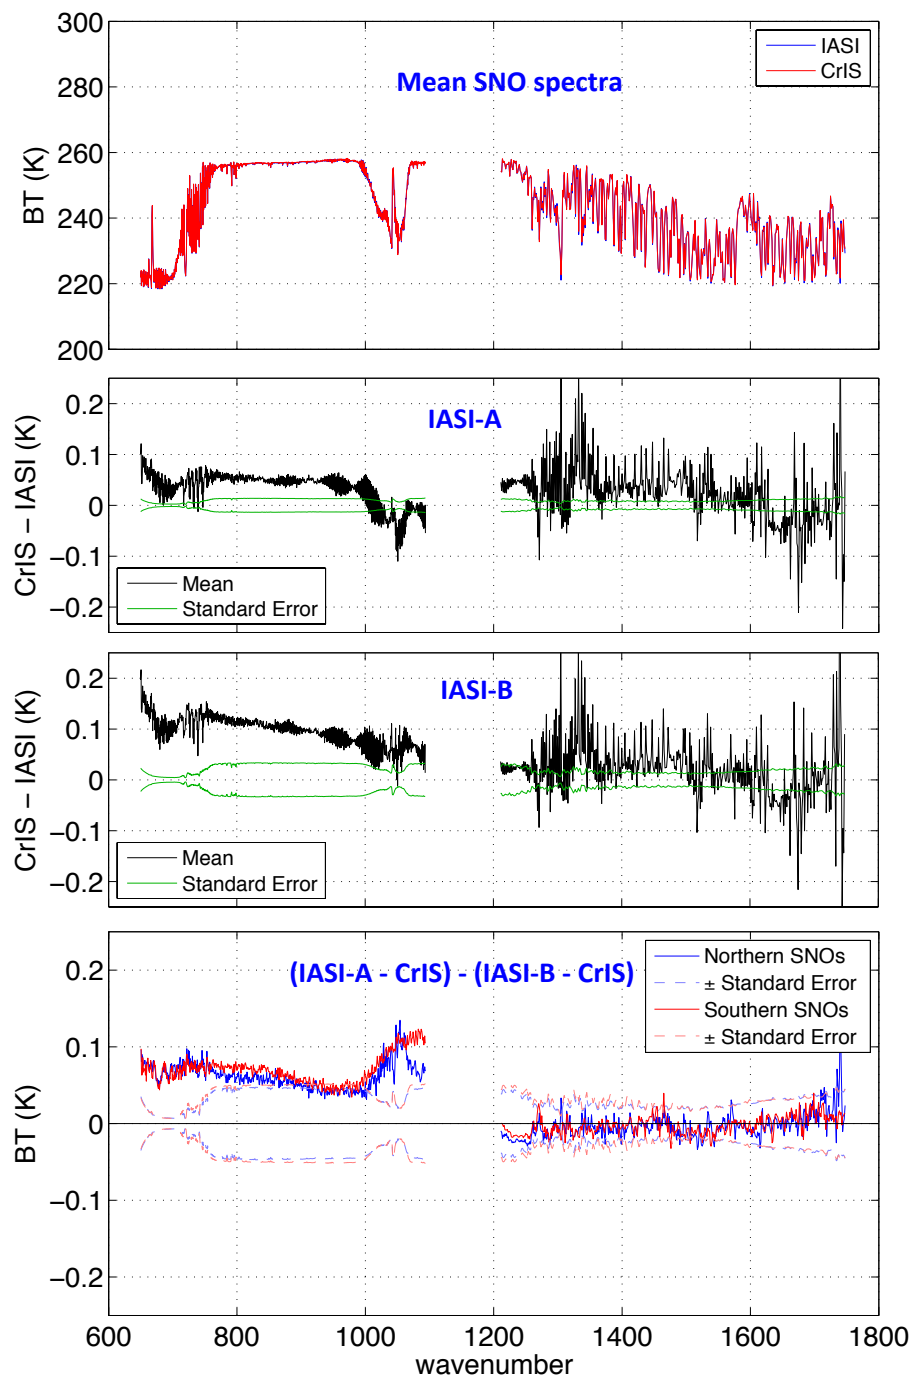 300
280
260
240
220
200
BT (K)
Mean SNO spectra
IASI
CrIS
0.2
0.1
0
−0.1
−0.2
CrIS − IASI (K)
IASI-A
Mean
Standard Error
0.2
0.1
0
−0.1
−0.2
CrIS − IASI (K)
IASI-B
Mean
Standard Error
0.2
0.1
0
−0.1
−0.2
BT (K)
(IASI-A - CrIS) - (IASI-B - CrIS)
Northern SNOs
± Standard Error
Southern SNOs
± Standard Error
600 800 1000 1200 1400 1600 1800
wavenumber